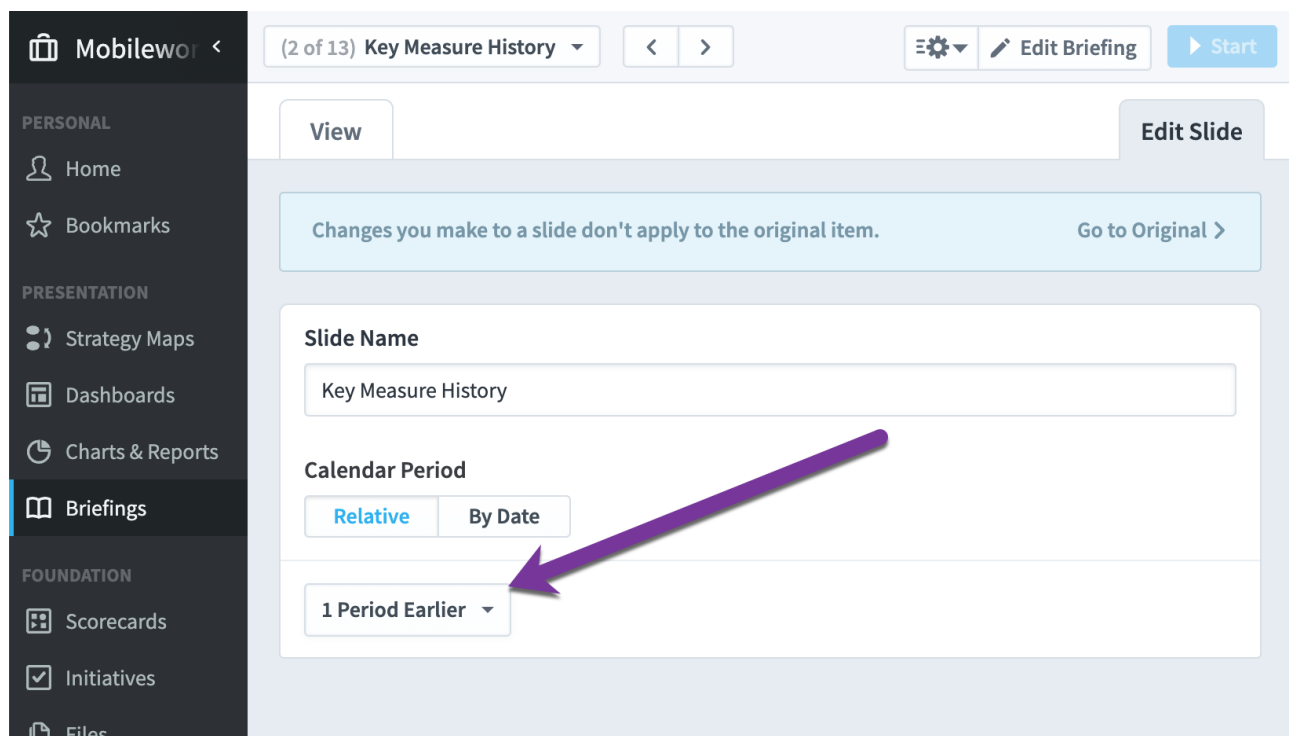 Mobilewor
(2 of 13) Key Measure History
Edit Briefing
Start
PERSONAL
Home
Bookmarks
PRESENTATION
Strategy Maps
Dashboards
Charts & Reports
Briefings
FOUNDATION
Scorecards
Initiatives
Files
View
Edit Slide
Changes you make to a slide don't apply to the original item.
Go to Original
Slide Name
Key Measure History
Calendar Period
Relative
By Date
1 Period Earlier